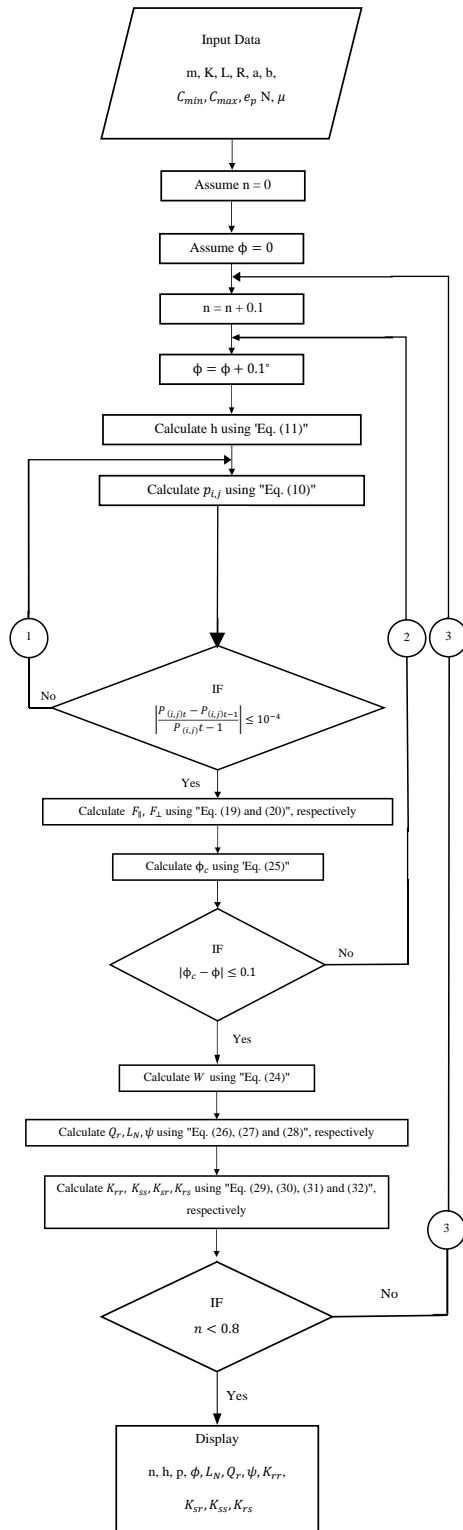 Input Data
m, K, L, R, a, b,
C_min, C_max, e_p N, μ
Assume n = 0
Assume ϕ = 0
n = n + 0.1
ϕ = ϕ + 0.1°
Calculate h using 'Eq. (11)"
Calculate p_i,j using "Eq. (10)"
1
2
3
No
IF
|P_(i,j)t − P_(i,j)t−1 / P_(i,j)t − 1| ≤ 10^−4
Yes
Calculate F_∥, F_⊥ using "Eq. (19) and (20)", respectively
Calculate ϕ_c using 'Eq. (25)"
IF
|ϕ_c − ϕ| ≤ 0.1
No
Yes
Calculate W using "Eq. (24)"
Calculate Q_r, L_N, ψ using "Eq. (26), (27) and (28)", respectively
Calculate K_rr, K_ss, K_sr, K_rs using "Eq. (29), (30), (31) and (32)",
respectively
3
IF
n < 0.8
No
Yes
Display
n, h, p, ϕ, L_N, Q_r, ψ, K_rr,
K_sr, K_ss, K_rs